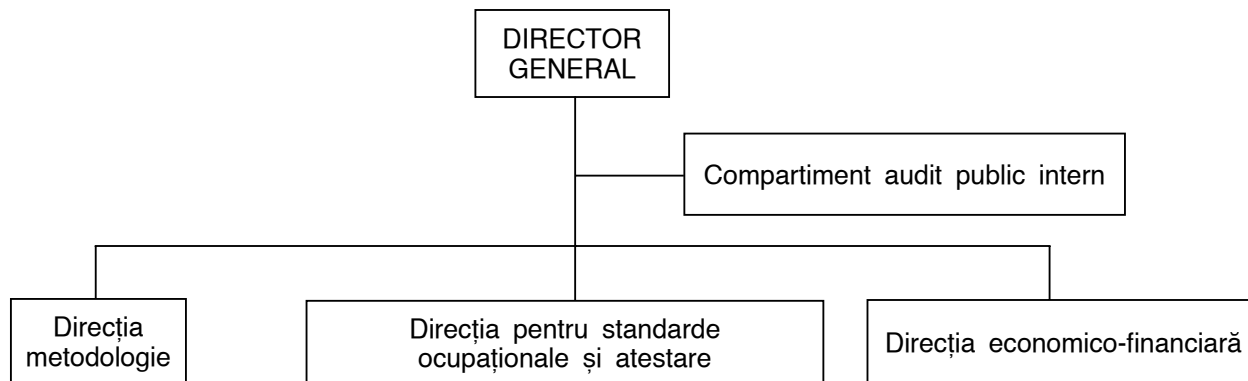 DIRECTOR
GENERAL
Compartiment audit public intern
Direcția
metodologie
Direcția pentru standarde
ocupaționale și atestare
Direcția economico-financiară